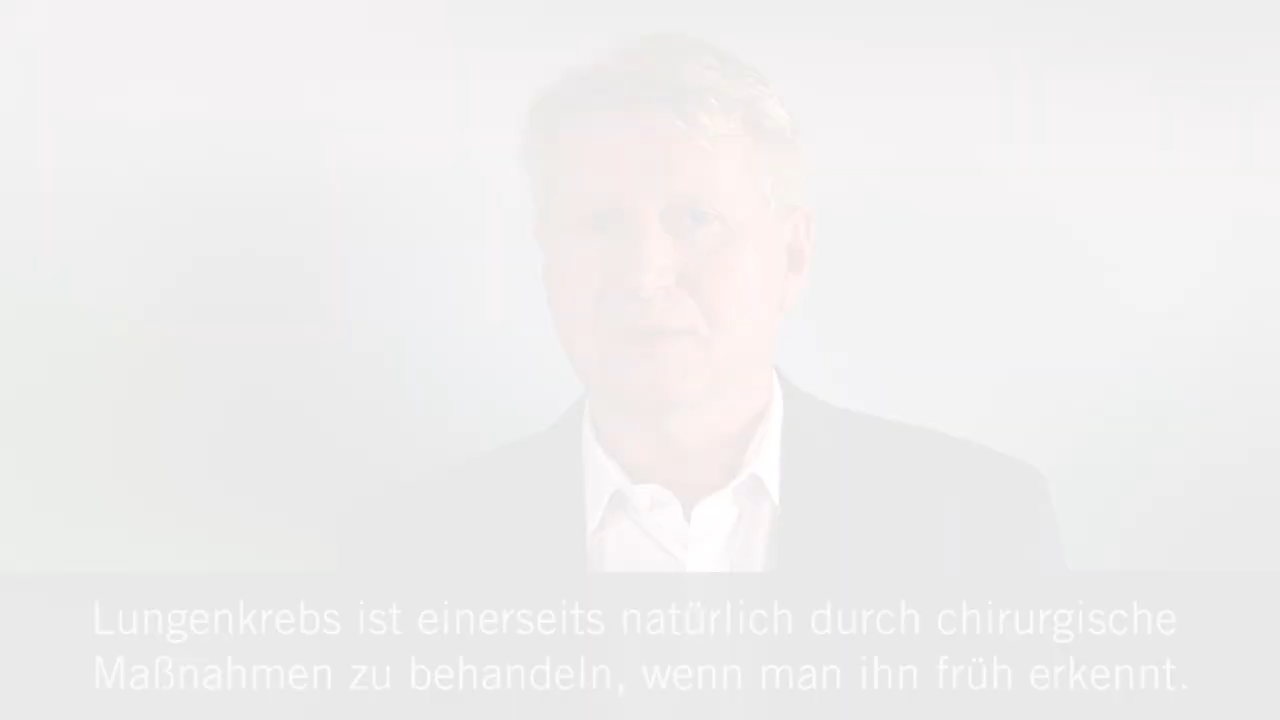 Lungenkrebs ist einerseits natürlich durch chirurgische
Maßnahmen zu behandeln, wenn man ihn früh erkennt.